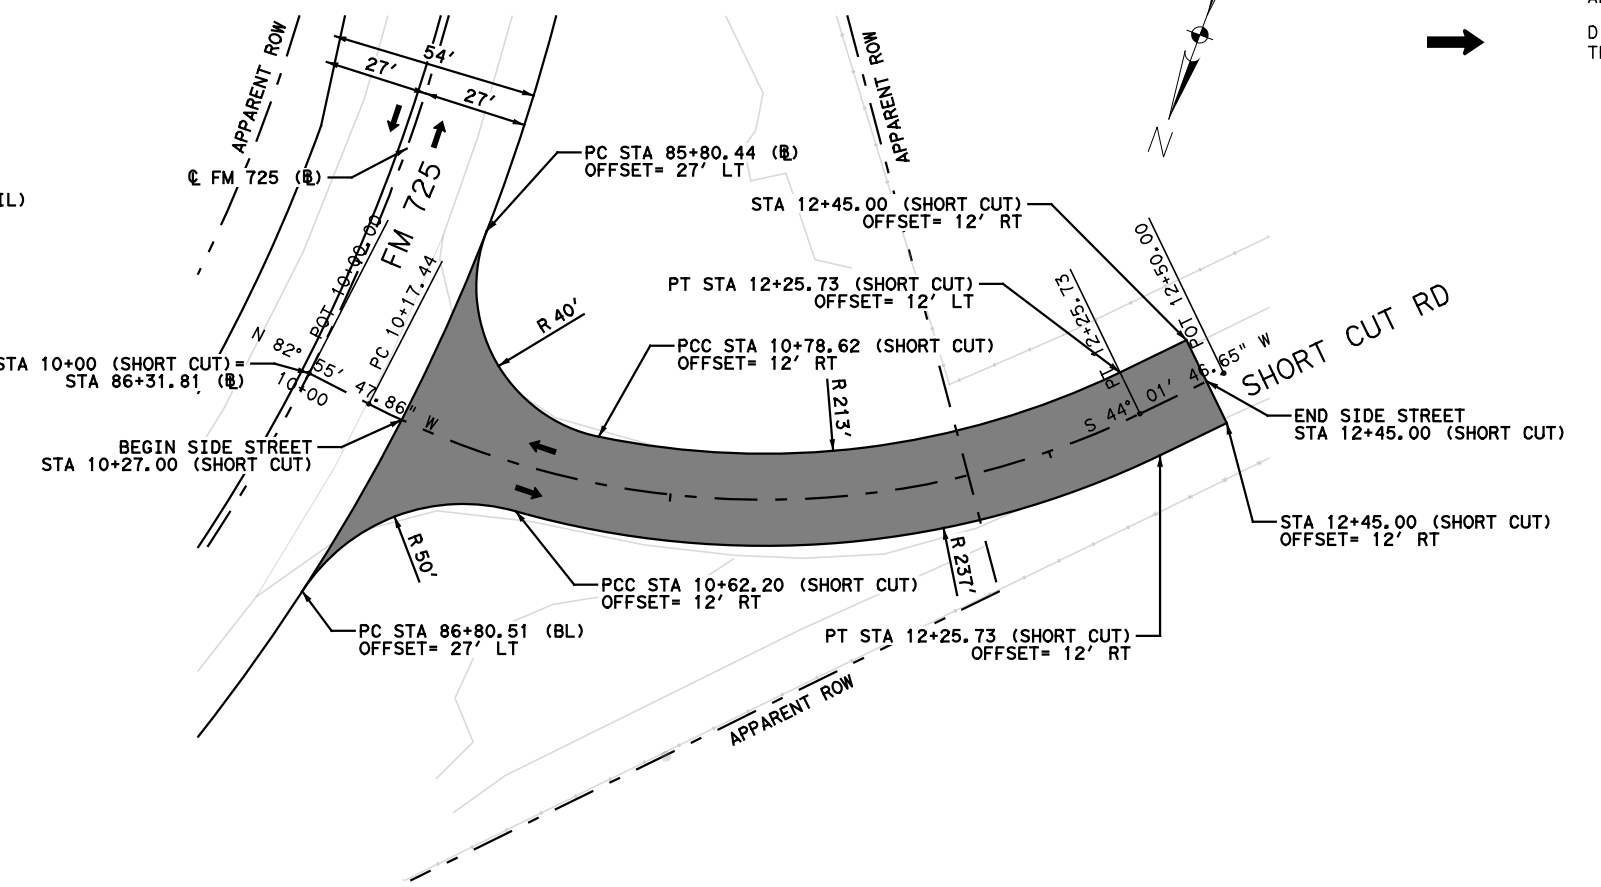 APPARENT ROW
54'
27'
27'
℄ FM 725 (BL)
FM 725
POT 10+00.00
PC 10+17.44
N 82° 55' 47.86" W
10+00
STA 10+00 (SHORT CUT)=
STA 86+31.81 (BL)
BEGIN SIDE STREET
STA 10+27.00 (SHORT CUT)
PC STA 85+80.44 (BL)
OFFSET= 27' LT
APPARENT ROW
R 40'
STA 12+45.00 (SHORT CUT)
OFFSET= 12' RT
PT STA 12+25.73 (SHORT CUT)
OFFSET= 12' LT
PCC STA 10+78.62 (SHORT CUT)
OFFSET= 12' RT
R 213'
PT 12+25.73
POT 12+50.00
S 44° 01' 46.65" W
SHORT CUT RD
END SIDE STREET
STA 12+45.00 (SHORT CUT)
STA 12+45.00 (SHORT CUT)
OFFSET= 12' RT
R 50'
R 237'
PCC STA 10+62.20 (SHORT CUT)
OFFSET= 12' RT
PC STA 86+80.51 (BL)
OFFSET= 27' LT
PT STA 12+25.73 (SHORT CUT)
OFFSET= 12' RT
APPARENT ROW
N
IL)
D